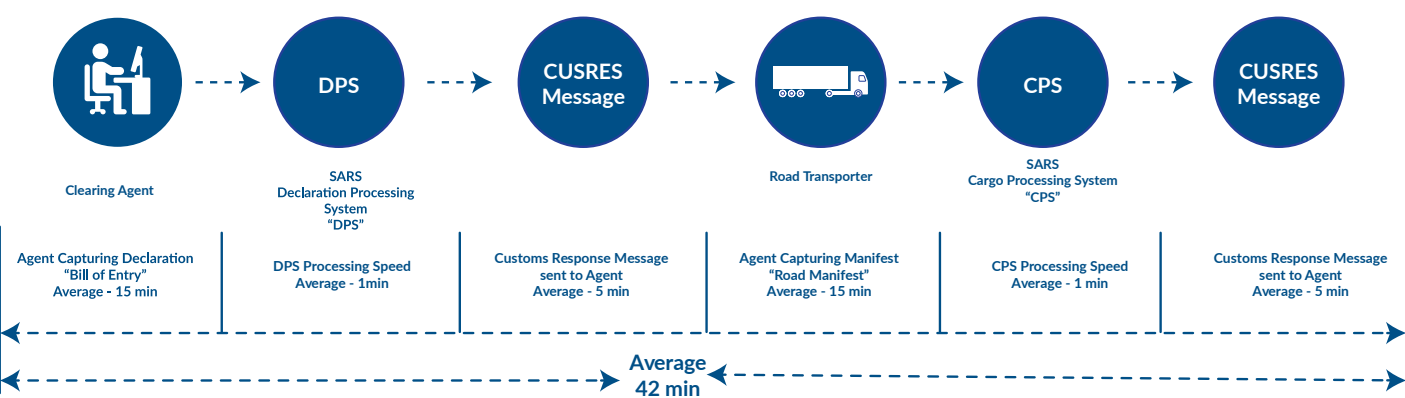 DPS
CUSRES
Message
CPS
CUSRES
Message
Clearing Agent
SARS
Declaration Processing
System
“DPS”
Road Transporter
SARS
Cargo Processing System
“CPS”
Agent Capturing Declaration
“Bill of Entry”
Average - 15 min
DPS Processing Speed
Average - 1min
Customs Response Message
sent to Agent
Average - 5 min
Agent Capturing Manifest
“Road Manifest”
Average - 15 min
CPS Processing Speed
Average - 1 min
Customs Response Message
sent to Agent
Average - 5 min
Average
42 min